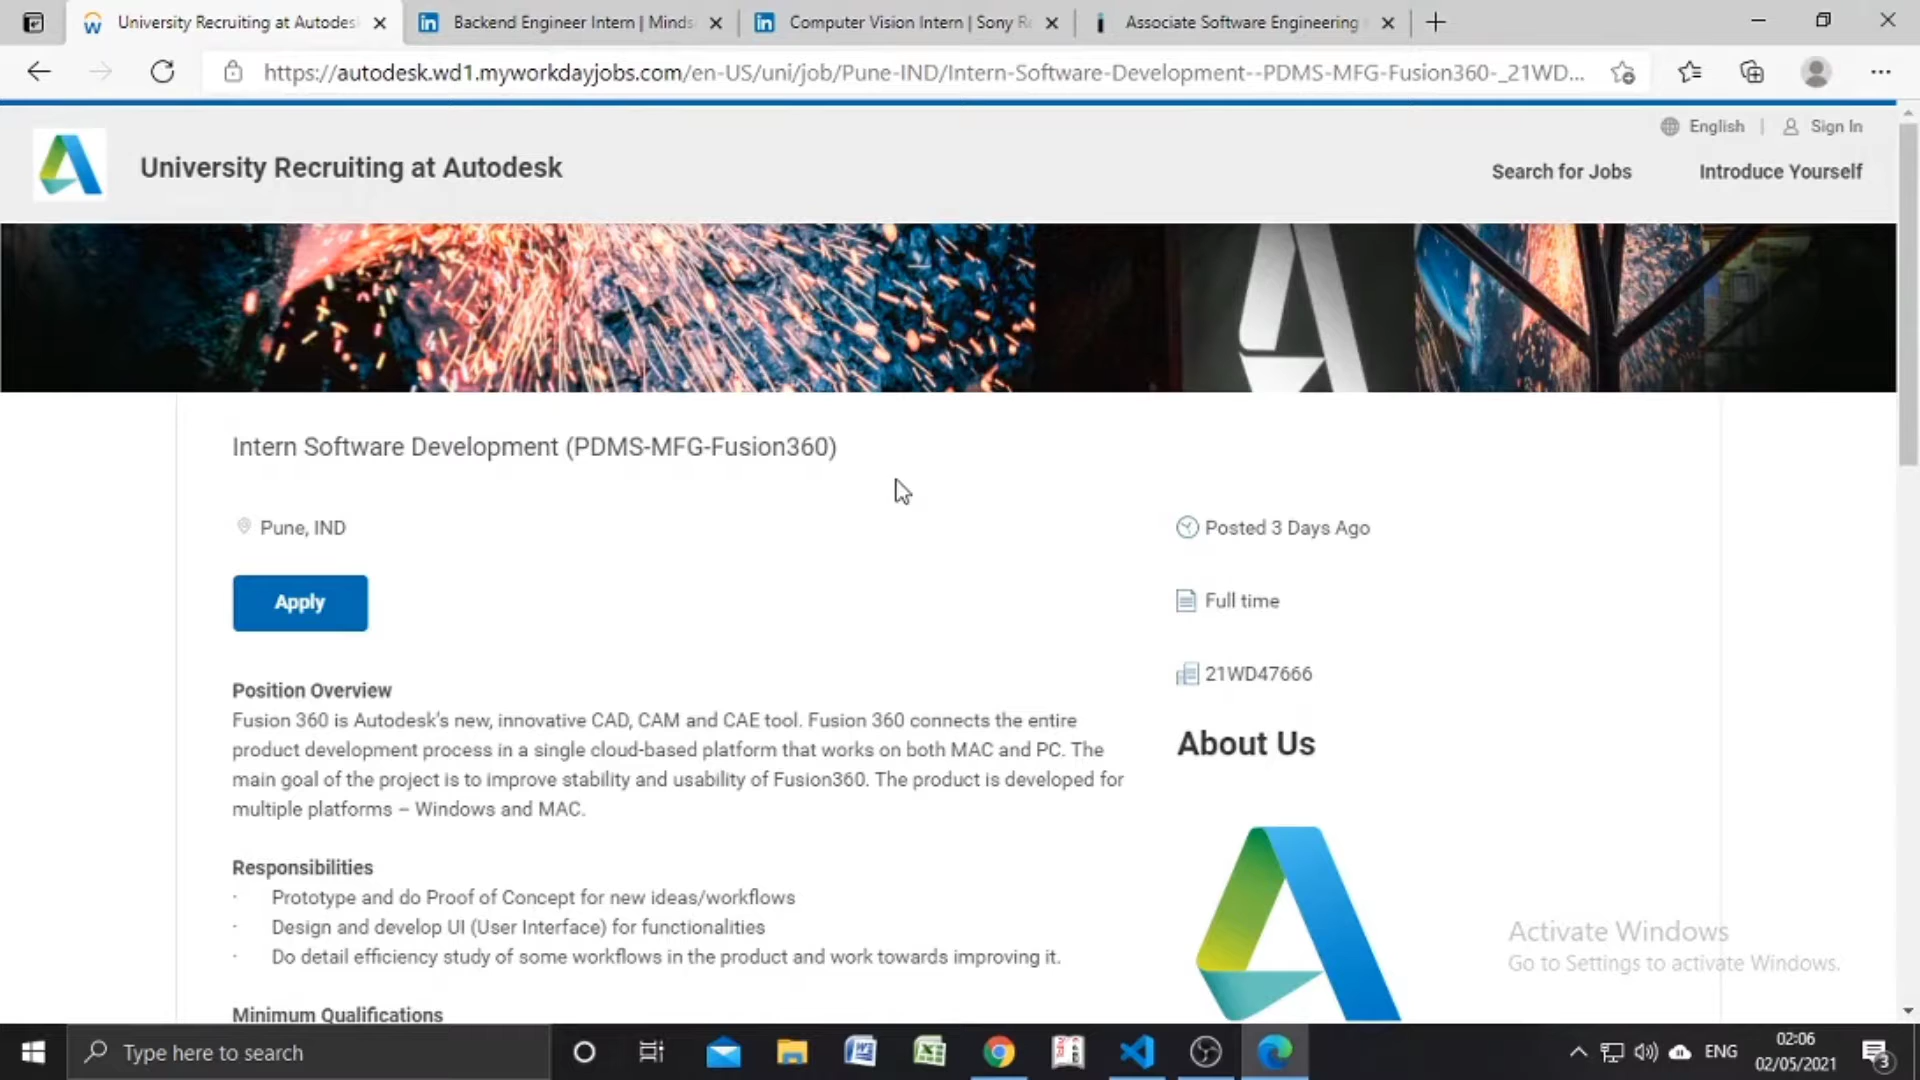 University Recruiting at Autodes
Backend Engineer Intern | Minds
Computer Vision Intern | Sony R
Associate Software Engineering
https://autodesk.wd1.myworkdayjobs.com/en-US/uni/job/Pune-IND/Intern-Software-Development--PDMS-MFG-Fusion360-_21WD...
English | Sign In
University Recruiting at Autodesk
Search for Jobs
Introduce Yourself
Intern Software Development (PDMS-MFG-Fusion360)
Pune, IND
Posted 3 Days Ago
Apply
Full time
21WD47666
Position Overview
Fusion 360 is Autodesk's new, innovative CAD, CAM and CAE tool. Fusion 360 connects the entire
product development process in a single cloud-based platform that works on both MAC and PC. The
main goal of the project is to improve stability and usability of Fusion360. The product is developed for
multiple platforms – Windows and MAC.
About Us
Responsibilities
· Prototype and do Proof of Concept for new ideas/workflows
· Design and develop UI (User Interface) for functionalities
· Do detail efficiency study of some workflows in the product and work towards improving it.
Minimum Qualifications
Activate Windows
Go to Settings to activate Windows.
Type here to search
ENG
02:06
02/05/2021
3